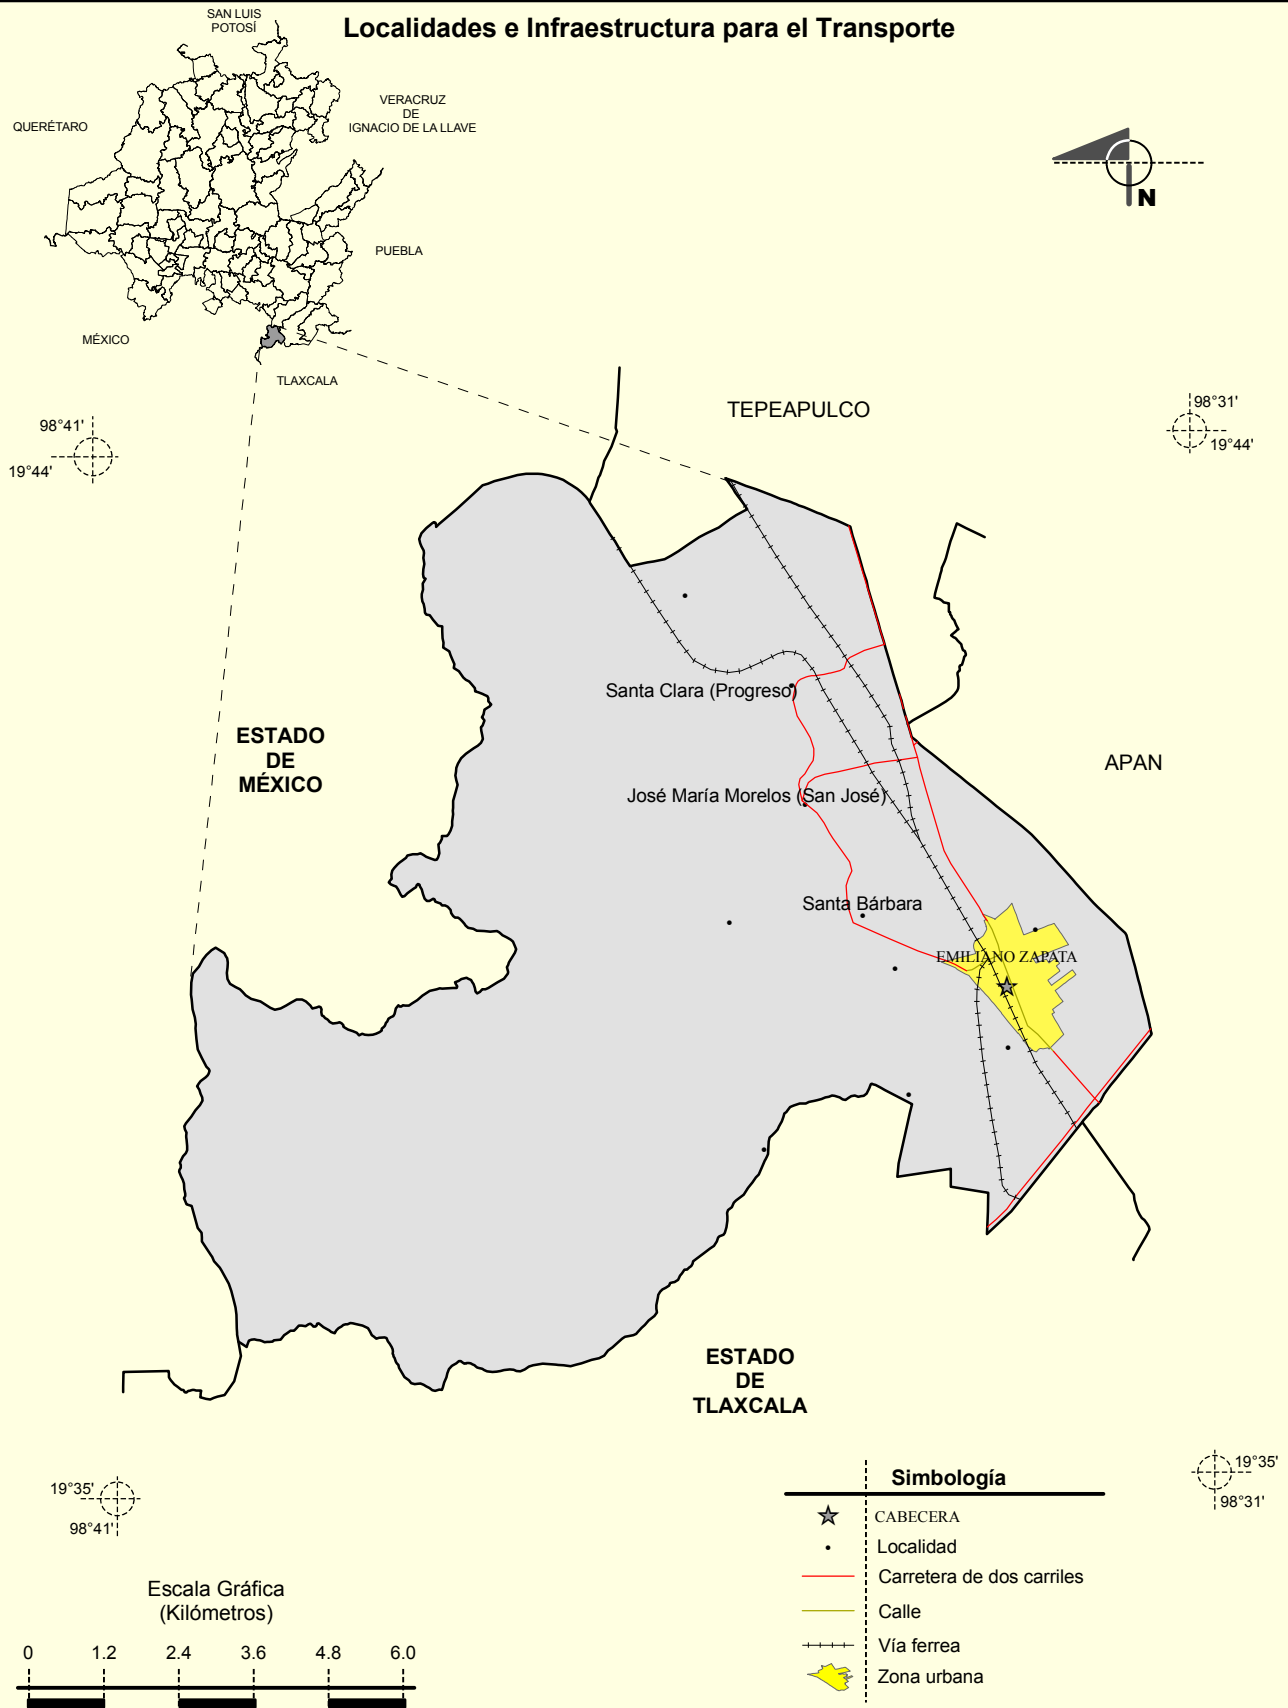 Localidades e Infraestructura para el Transporte
SAN LUIS
POTOSÍ
VERACRUZ
DE
IGNACIO DE LA LLAVE
QUERÉTARO
PUEBLA
MÉXICO
TLAXCALA
N
98°41'
19°44'
98°31'
19°44'
TEPEAPULCO
Santa Clara (Progreso)
ESTADO
DE
MÉXICO
APAN
José María Morelos (San José)
Santa Bárbara
EMILIANO ZAPATA
ESTADO
DE
TLAXCALA
19°35'
98°41'
19°35'
98°31'
Simbología
CABECERA
Localidad
Carretera de dos carriles
Calle
Vía ferrea
Zona urbana
Escala Gráfica
(Kilómetros)
0 1.2 2.4 3.6 4.8 6.0